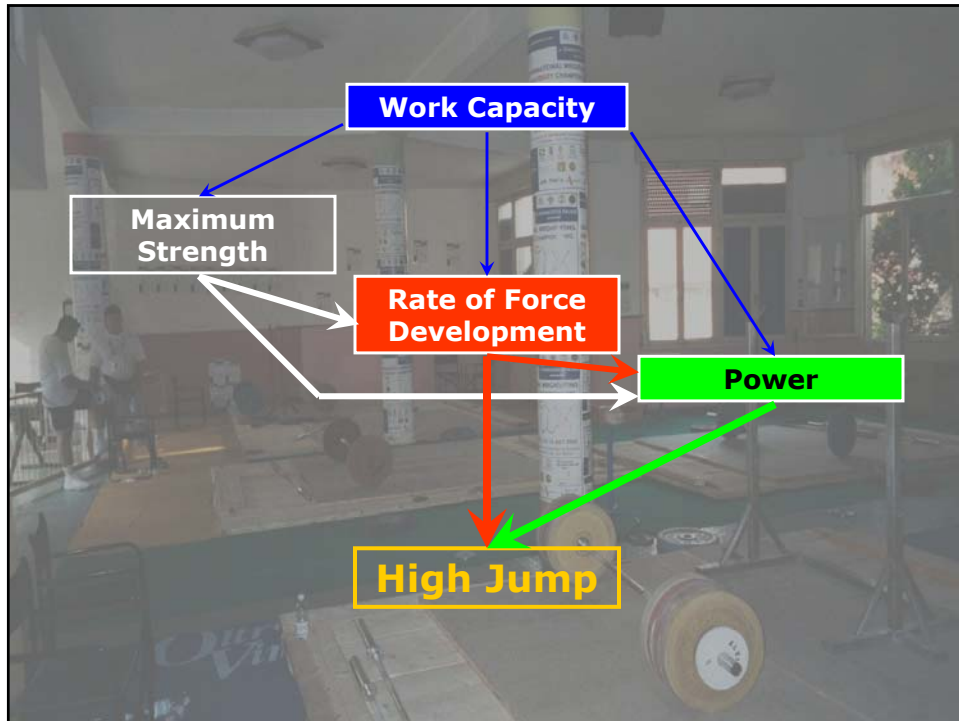 Work Capacity
Maximum
Strength
Rate of Force
Development
Power
High Jump